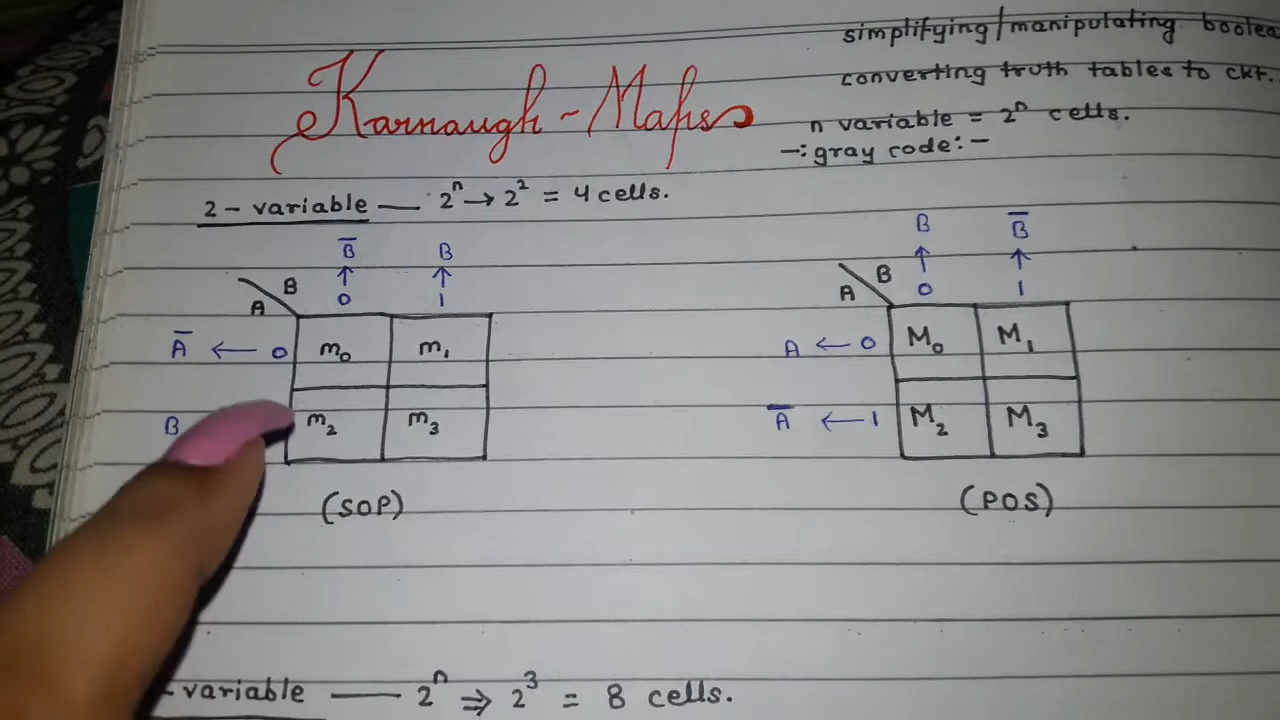 simplifying/manipulating boolea
converting truth tables to ckt.
Karnaugh-Maps
n variable = 2ⁿ cells.
-:gray code:-
2-variable — 2ⁿ → 2² = 4 cells.
B̅ B
↑ ↑
B 0 1
A
A̅ ← 0 m₀ m₁
B m₂ m₃
(SOP)
B B̅
↑ ↑
B 0 1
A
A ← 0 M₀ M₁
A̅ ← 1 M₂ M₃
(POS)
-variable — 2ⁿ ⇒ 2³ = 8 cells.